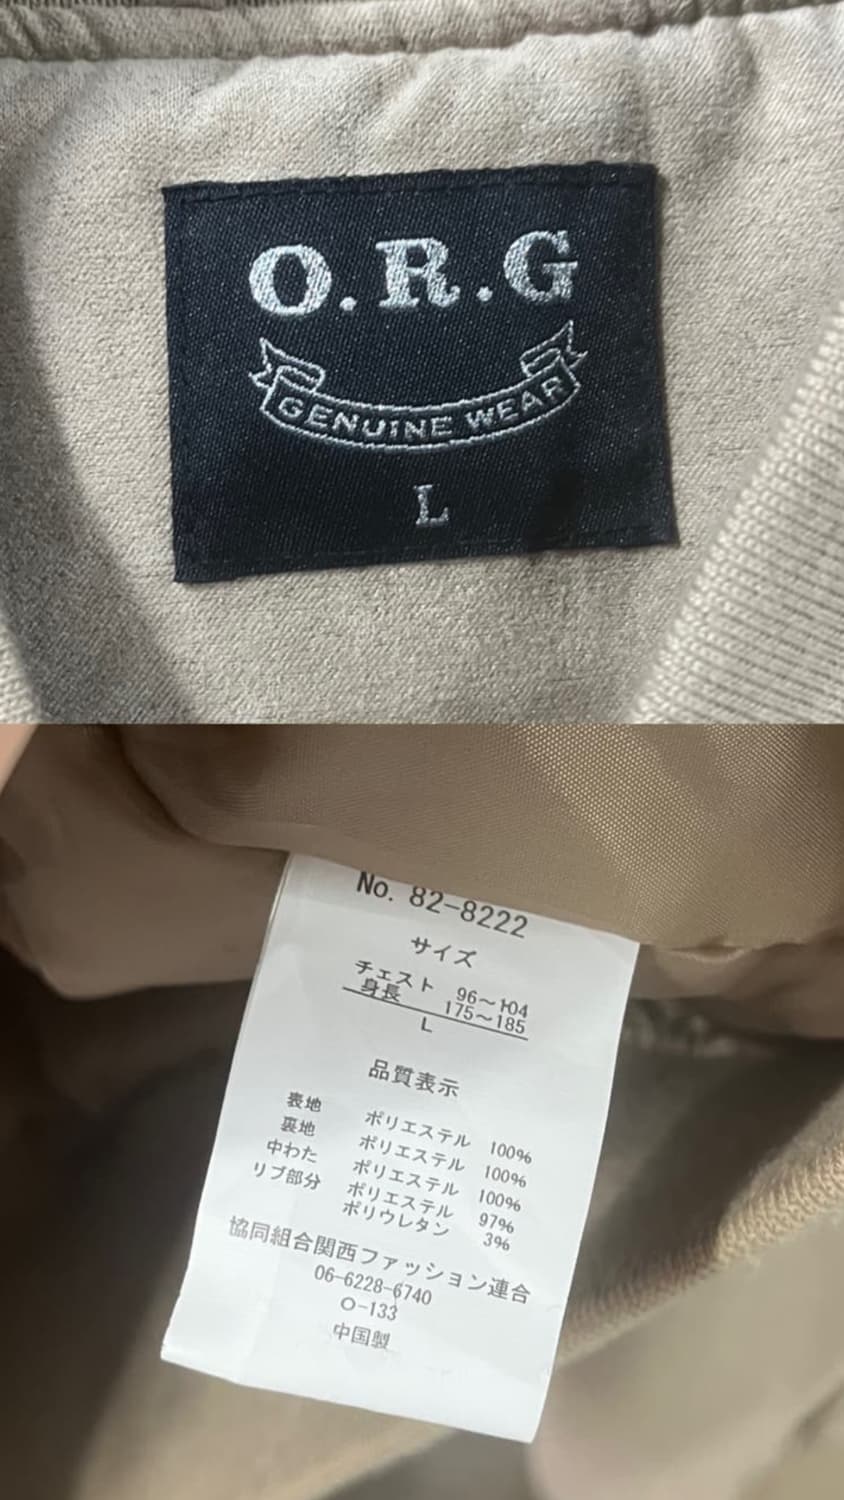 O.R.G
GENUINE WEAR
L
No. 82-8222
サイズ
チェスト 96〜104
身長 175〜185
L
品質表示
表地 ポリエステル 100%
裏地 ポリエステル 100%
中わた ポリエステル 100%
リブ部分 ポリエステル 97%
ポリウレタン 3%
協同組合関西ファッション連合
06-6228-6740
O-133
中国製